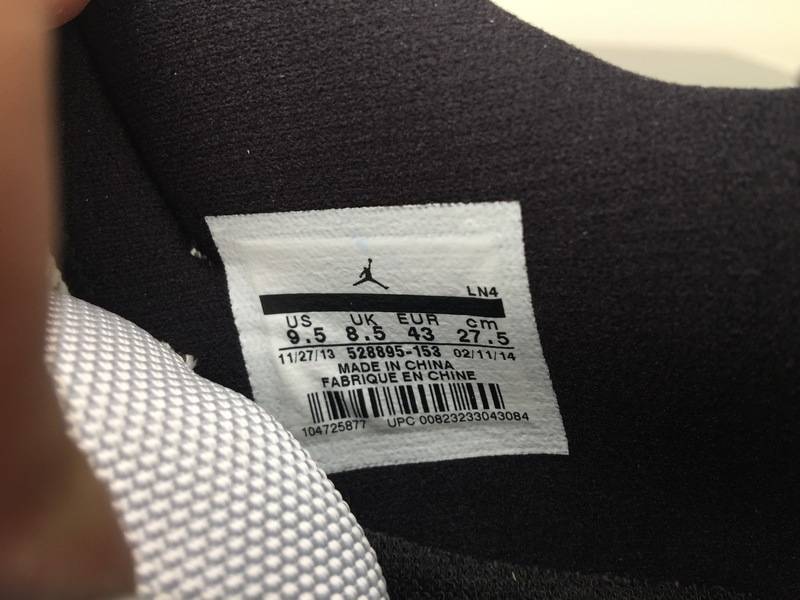 LN4
US UK EUR cm
9.5 8.5 43 27.5
11/27/13 528895-153 02/11/14
MADE IN CHINA
FABRIQUE EN CHINE
104725877 UPC 00823233043084